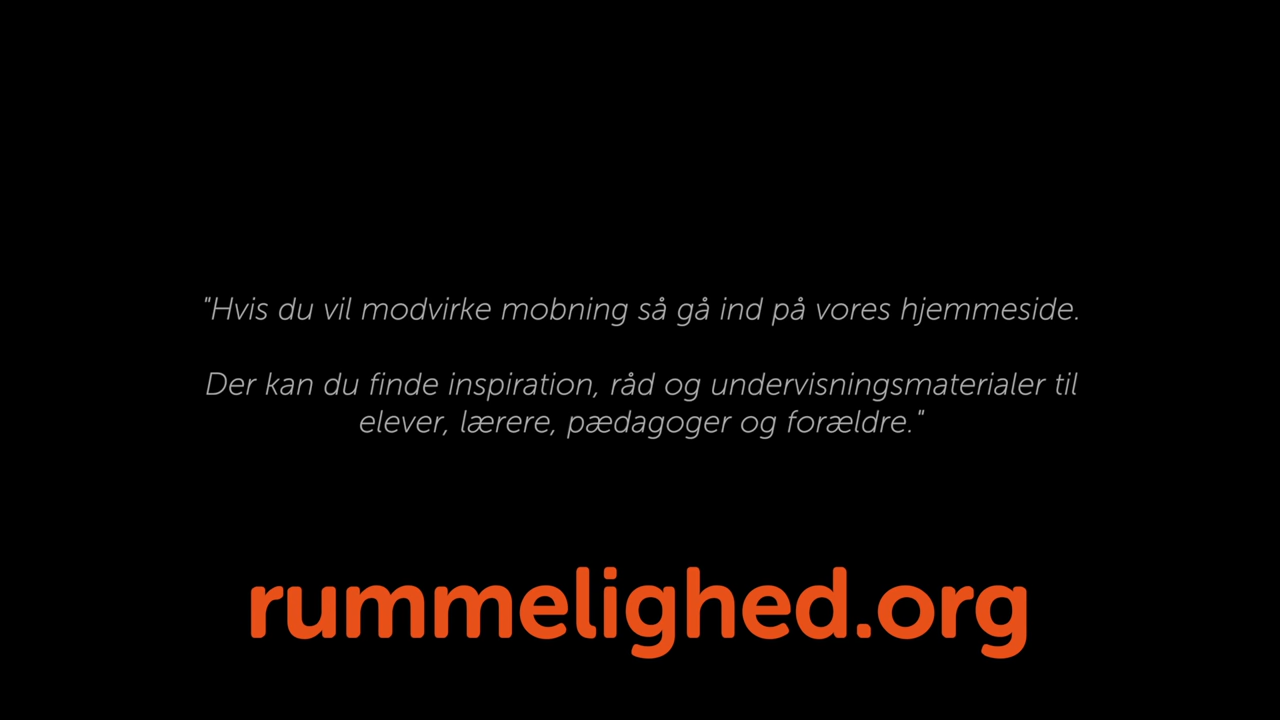 "Hvis du vil modvirke mobning så gå ind på vores hjemmeside.
Der kan du finde inspiration, råd og undervisningsmaterialer til
elever, lærere, pædagoger og forældre."
rummelighed.org